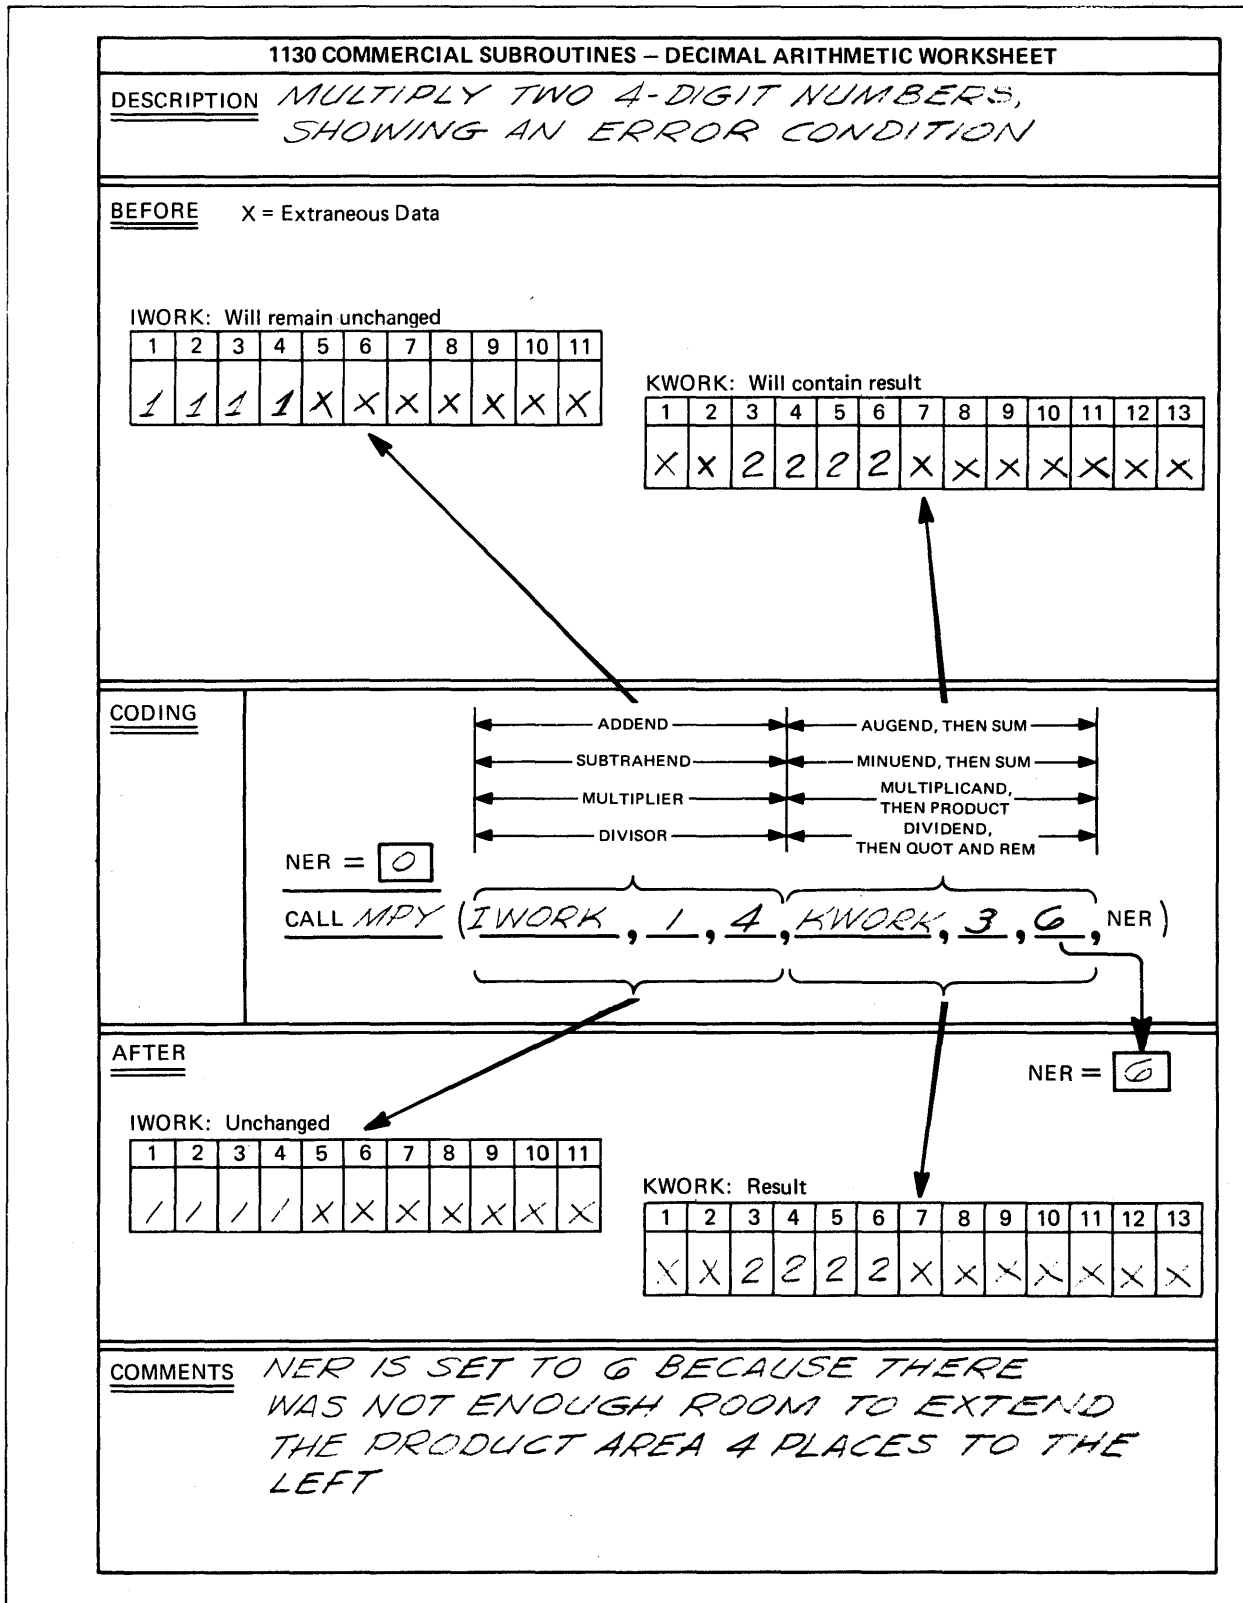 1130 COMMERCIAL SUBROUTINES – DECIMAL ARITHMETIC WORKSHEET
DESCRIPTION MULTIPLY TWO 4-DIGIT NUMBERS,
SHOWING AN ERROR CONDITION
BEFORE X = Extraneous Data
IWORK: Will remain unchanged
1 2 3 4 5 6 7 8 9 10 11
1 1 1 1 X X X X X X X
KWORK: Will contain result
1 2 3 4 5 6 7 8 9 10 11 12 13
X X 2 2 2 2 X X X X X X X
CODING
ADDEND AUGEND, THEN SUM
SUBTRAHEND MINUEND, THEN SUM
MULTIPLIER MULTIPLICAND,
THEN PRODUCT
DIVISOR DIVIDEND,
THEN QUOT AND REM
NER = 0
CALL MPY (IWORK, 1, 4, KWORK, 3, 6, NER)
AFTER
NER = 6
IWORK: Unchanged
1 2 3 4 5 6 7 8 9 10 11
1 1 1 1 X X X X X X X
KWORK: Result
1 2 3 4 5 6 7 8 9 10 11 12 13
X X 2 2 2 2 X X X X X X X
COMMENTS NER IS SET TO 6 BECAUSE THERE
WAS NOT ENOUGH ROOM TO EXTEND
THE PRODUCT AREA 4 PLACES TO THE
LEFT